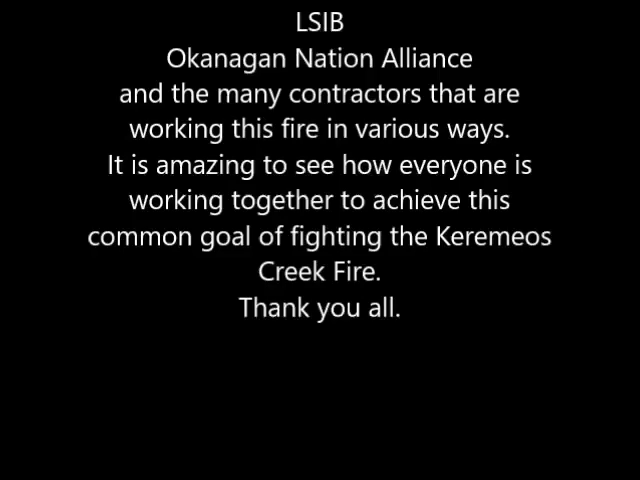 LSIB
Okanagan Nation Alliance
and the many contractors that are
working this fire in various ways.
It is amazing to see how everyone is
working together to achieve this
common goal of fighting the Keremeos
Creek Fire.
Thank you all.